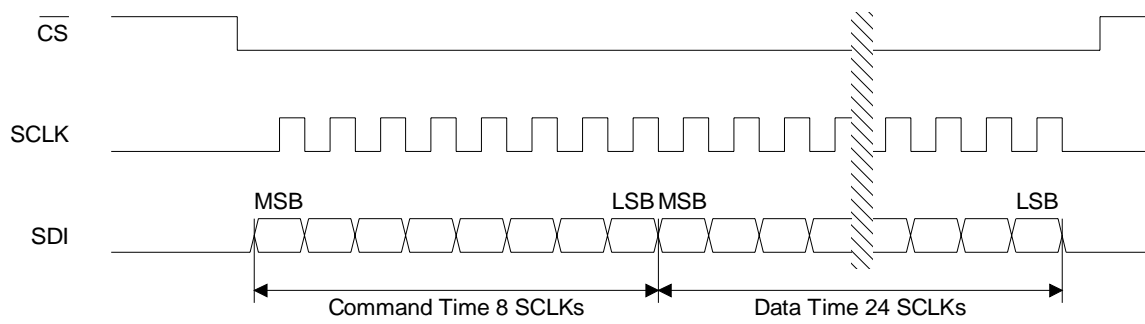 CS
SCLK
MSB LSB MSB LSB
SDI
Command Time 8 SCLKs Data Time 24 SCLKs